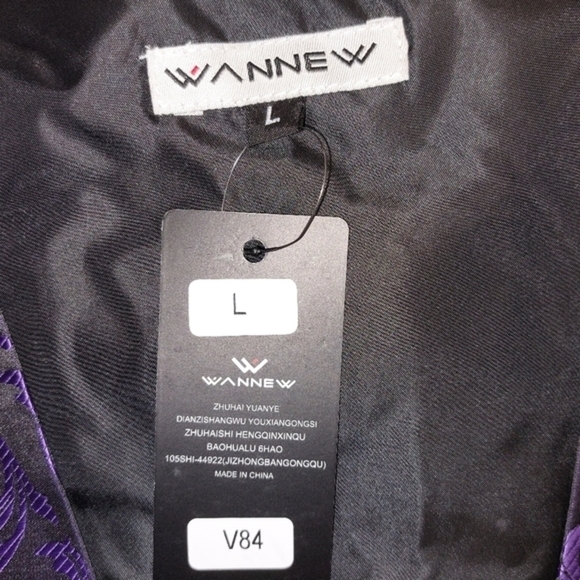 WANNEW
L
L
WANNEW
ZHUHAI YUANYE
DIANZISHANGWU YOUXIANGONGSI
ZHUHAISHI HENGQINXINQU
BAOHUALU 6HAO
105SHI-44922(JIZHONGBANGONGQU)
MADE IN CHINA
V84